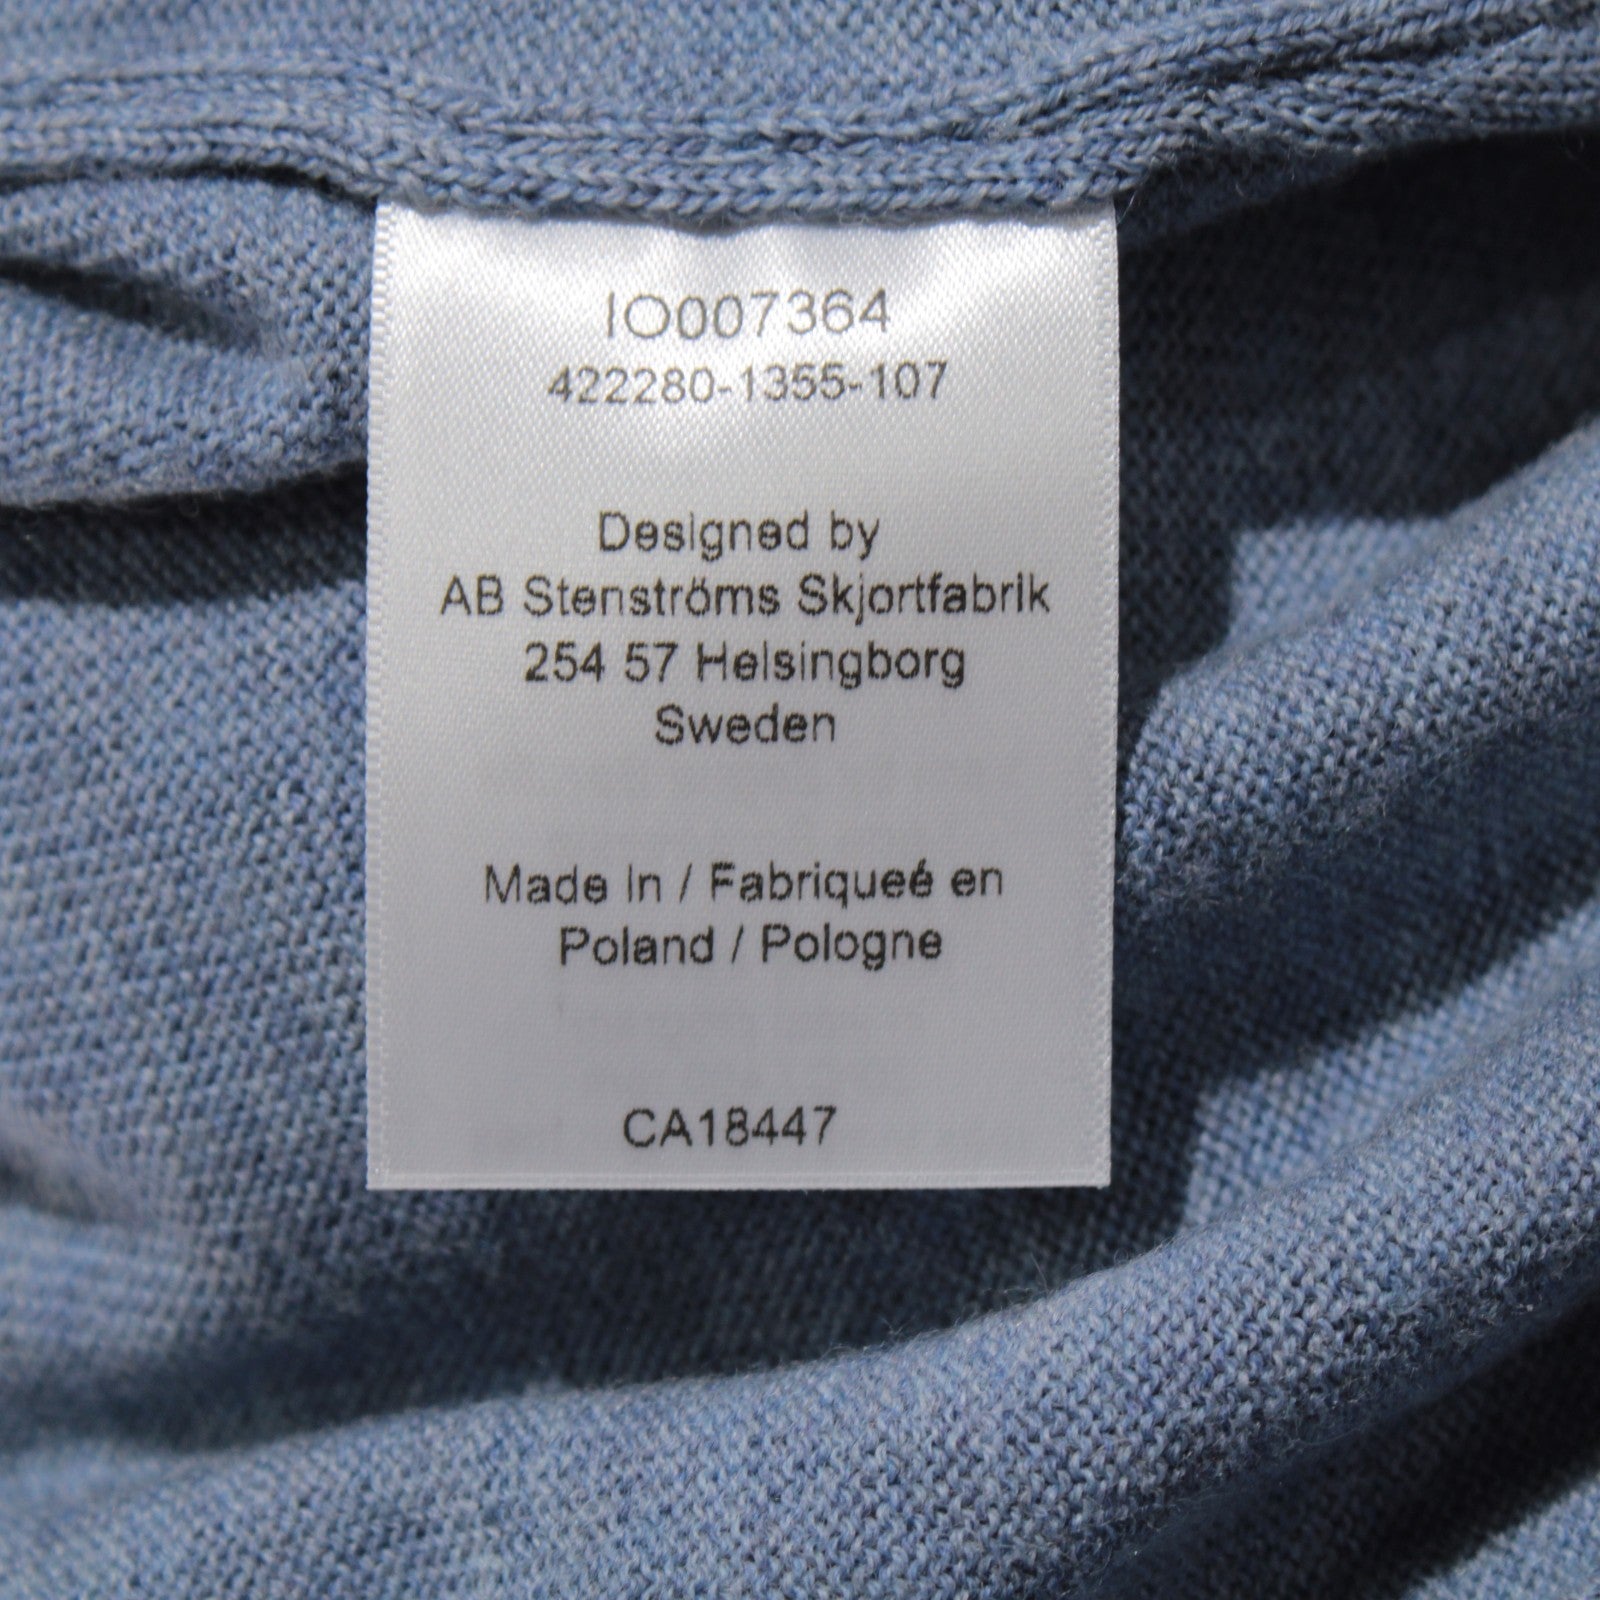 IO007364
422280-1355-107
Designed by
AB Stenströms Skjortfabrik
254 57 Helsingborg
Sweden
Made in / Fabriqueé en
Poland / Pologne
CA18447